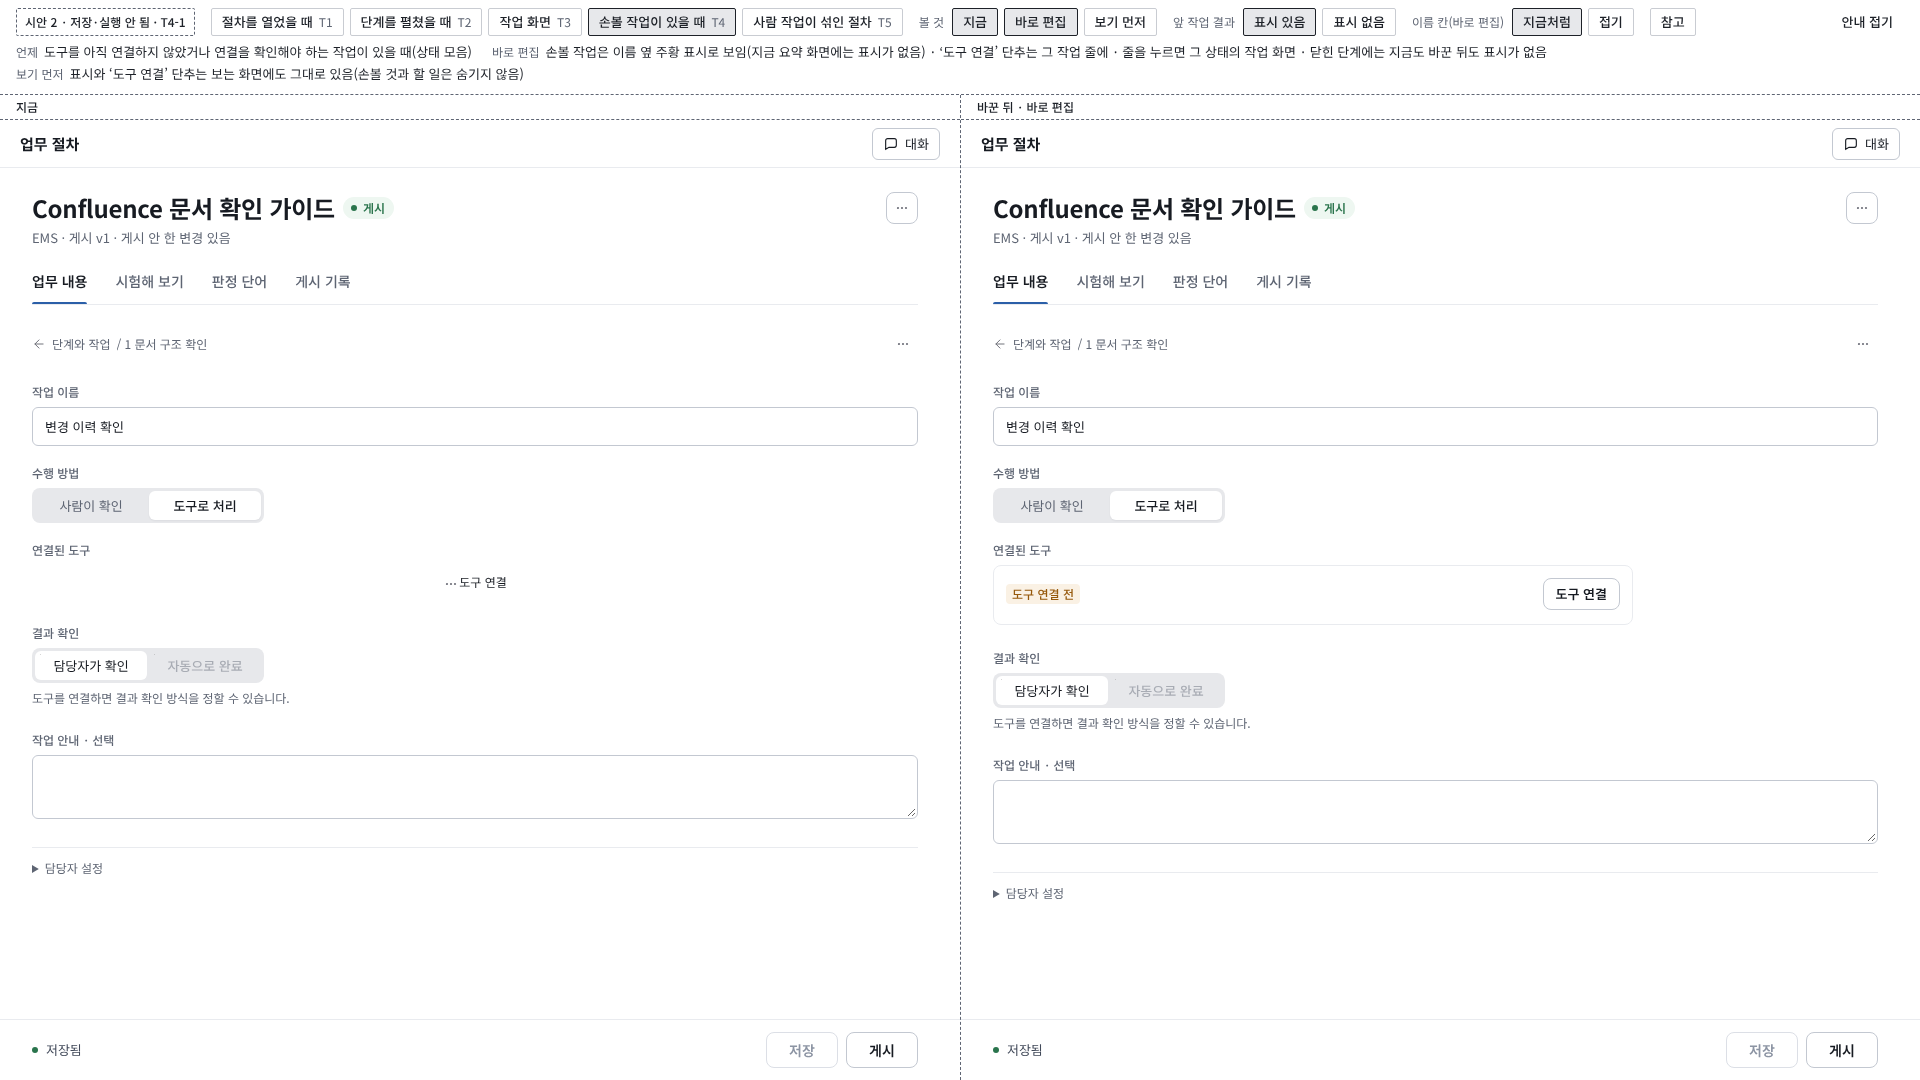 시안 2 · 저장·실행 안 됨 · T4-1 절차를 열었을 때 T1 단계를 펼쳤을 때 T2 작업 화면 T3 손볼 작업이 있을 때 T4 사람 작업이 섞인 절차 T5 볼 것 지금 바로 편집 보기 먼저 앞 작업 결과 표시 있음 표시 없음 이름 칸(바로 편집) 지금처럼 접기 참고 안내 접기
언제 도구를 아직 연결하지 않았거나 연결을 확인해야 하는 작업이 있을 때(상태 모음) 바로 편집 손볼 작업은 이름 옆 주황 표시로 보임(지금 요약 화면에는 표시가 없음) · ‘도구 연결’ 단추는 그 작업 줄에 · 줄을 누르면 그 상태의 작업 화면 · 닫힌 단계에는 지금도 바꾼 뒤도 표시가 없음
보기 먼저 표시와 ‘도구 연결’ 단추는 보는 화면에도 그대로 있음(손볼 것과 할 일은 숨기지 않음)
지금
업무 절차
대화
Confluence 문서 확인 가이드 게시
...
EMS · 게시 v1 · 게시 안 한 변경 있음
업무 내용 시험해 보기 판정 단어 게시 기록
← 단계와 작업 / 1 문서 구조 확인 ...
작업 이름
변경 이력 확인
수행 방법
사람이 확인 도구로 처리
연결된 도구
... 도구 연결
결과 확인
담당자가 확인 자동으로 완료
도구를 연결하면 결과 확인 방식을 정할 수 있습니다.
작업 안내 · 선택
▶ 담당자 설정
저장됨 저장 게시
바꾼 뒤 · 바로 편집
업무 절차
대화
Confluence 문서 확인 가이드 게시
...
EMS · 게시 v1 · 게시 안 한 변경 있음
업무 내용 시험해 보기 판정 단어 게시 기록
← 단계와 작업 / 1 문서 구조 확인 ...
작업 이름
변경 이력 확인
수행 방법
사람이 확인 도구로 처리
연결된 도구
도구 연결 전 도구 연결
결과 확인
담당자가 확인 자동으로 완료
도구를 연결하면 결과 확인 방식을 정할 수 있습니다.
작업 안내 · 선택
▶ 담당자 설정
저장됨 저장 게시